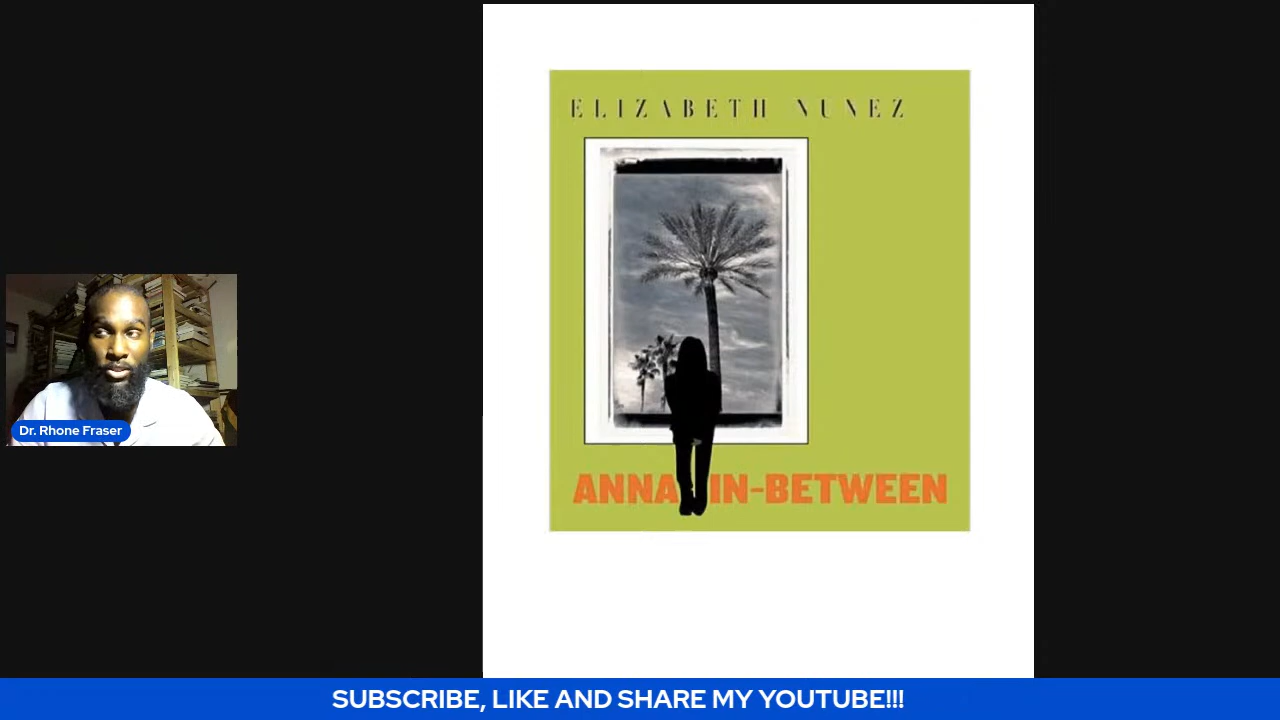 ELIZABETH NUNEZ
ANNA IN-BETWEEN
Dr. Rhone Fraser
SUBSCRIBE, LIKE AND SHARE MY YOUTUBE!!!